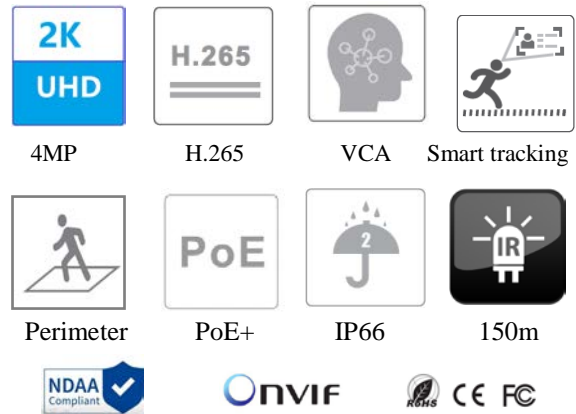 2K
UHD
H.265
4MP H.265 VCA Smart tracking
PoE
2
IR
Perimeter PoE+ IP66 150m
NDAA
Compliant
ONVIF
RoHS CE FC